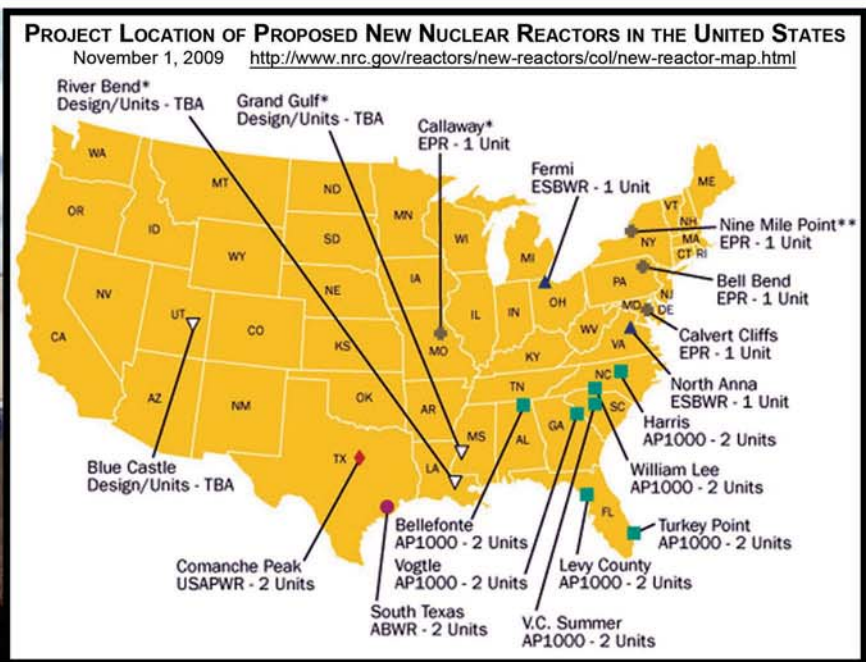 PROJECT LOCATION OF PROPOSED NEW NUCLEAR REACTORS IN THE UNITED STATES
November 1, 2009 http://www.nrc.gov/reactors/new-reactors/col/new-reactor-map.html
River Bend*
Design/Units - TBA
Grand Gulf*
Design/Units - TBA
Callaway*
EPR - 1 Unit
Fermi
ESBWR - 1 Unit
Nine Mile Point**
EPR - 1 Unit
Bell Bend
EPR - 1 Unit
Calvert Cliffs
EPR - 1 Unit
North Anna
ESBWR - 1 Unit
Harris
AP1000 - 2 Units
William Lee
AP1000 - 2 Units
Turkey Point
AP1000 - 2 Units
Levy County
AP1000 - 2 Units
V.C. Summer
AP1000 - 2 Units
Bellefonte
AP1000 - 2 Units
Vogtle
AP1000 - 2 Units
South Texas
ABWR - 2 Units
Comanche Peak
USAPWR - 2 Units
Blue Castle
Design/Units - TBA
WA
MT
ND
MN
WI
MI
ME
VT
NH
NY
MA
CT
RI
OR
ID
WY
SD
IA
NE
IL
IN
OH
PA
NJ
MD
DE
NV
UT
CO
KS
MO
KY
WV
VA
CA
AZ
NM
OK
AR
TN
NC
SC
TX
LA
MS
AL
GA
FL